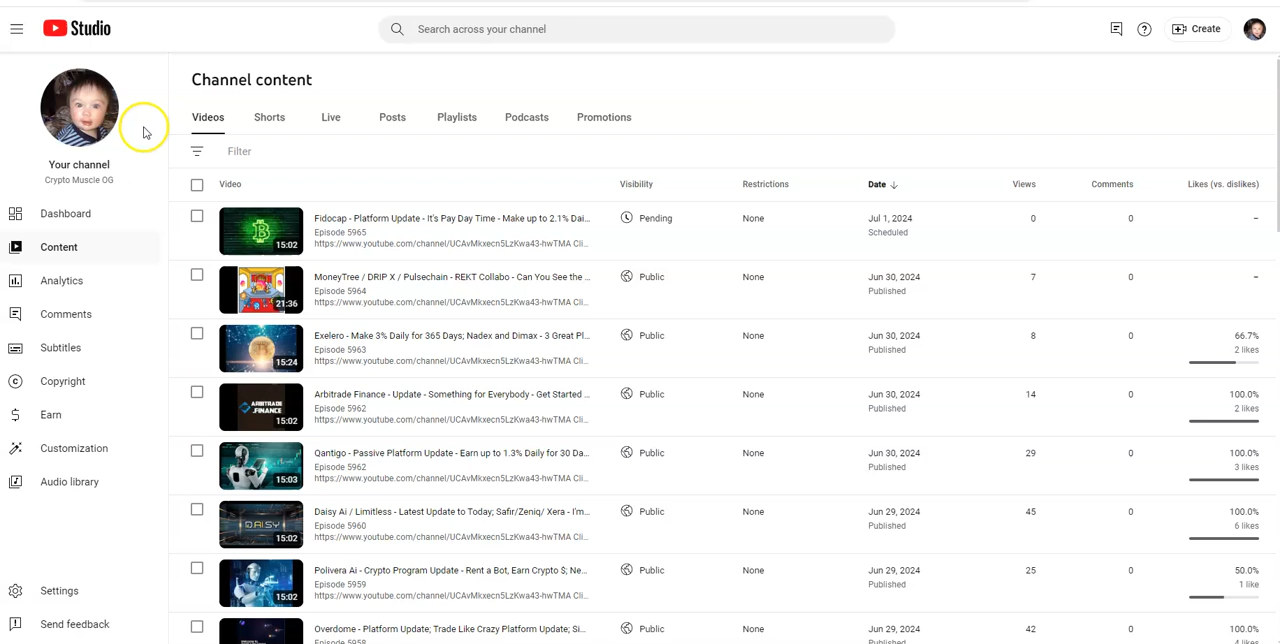 Studio
Search across your channel
Create
Your channel
Crypto Muscle OG
Dashboard
Content
Analytics
Comments
Subtitles
Copyright
Earn
Customization
Audio library
Settings
Send feedback
Channel content
Videos Shorts Live Posts Playlists Podcasts Promotions
Filter
Video Visibility Restrictions Date Views Comments Likes (vs. dislikes)
15:02
Fidocap - Platform Update - It's Pay Day Time - Make up to 2.1% Dai... Pending None Jul 1, 2024 0 0 –
Episode 5965 Scheduled
https://www.youtube.com/channel/UCAvMkxecn5LzKwa43-hwTMA Cli...
21:36
MoneyTree / DRIP X / Pulsechain - REKT Collabo - Can You See the ... Public None Jun 30, 2024 7 0 –
Episode 5964 Published
https://www.youtube.com/channel/UCAvMkxecn5LzKwa43-hwTMA Cli...
15:24
Exelero - Make 3% Daily for 365 Days; Nadex and Dimax - 3 Great Pl... Public None Jun 30, 2024 8 0 66.7%
Episode 5963 Published 2 likes
https://www.youtube.com/channel/UCAvMkxecn5LzKwa43-hwTMA Cli...
ARBITRADE
.FINANCE
15:02
Arbitrade Finance - Update - Something for Everybody - Get Started ... Public None Jun 30, 2024 14 0 100.0%
Episode 5962 Published 2 likes
https://www.youtube.com/channel/UCAvMkxecn5LzKwa43-hwTMA Cli...
15:03
Qantigo - Passive Platform Update - Earn up to 1.3% Daily for 30 Da... Public None Jun 30, 2024 29 0 100.0%
Episode 5962 Published 3 likes
https://www.youtube.com/channel/UCAvMkxecn5LzKwa43-hwTMA Cli...
DAISY
15:02
Daisy Ai / Limitless - Latest Update to Today; Safir/Zeniq/ Xera - I'm... Public None Jun 29, 2024 45 0 100.0%
Episode 5960 Published 6 likes
https://www.youtube.com/channel/UCAvMkxecn5LzKwa43-hwTMA Cli...
15:02
Polivera Ai - Crypto Program Update - Rent a Bot, Earn Crypto $; Ne... Public None Jun 29, 2024 25 0 50.0%
Episode 5959 Published 1 like
https://www.youtube.com/channel/UCAvMkxecn5LzKwa43-hwTMA Cli...
Overdome - Platform Update; Trade Like Crazy Platform Update; Si... Public None Jun 29, 2024 42 0 100.0%
Episode 5958 Published 4 likes